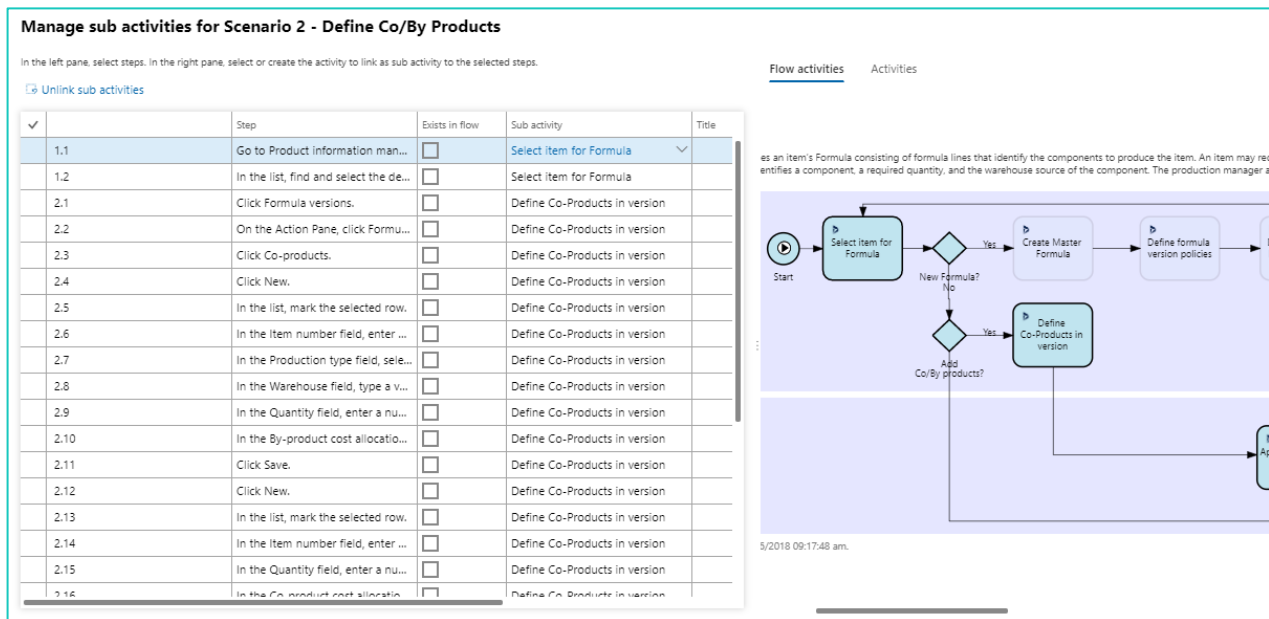 Manage sub activities for Scenario 2 - Define Co/By Products
In the left pane, select steps. In the right pane, select or create the activity to link as sub activity to the selected steps.
Unlink sub activities
Step Exists in flow Sub activity Title
1.1 Go to Product information man... Select item for Formula
1.2 In the list, find and select the de... Select item for Formula
2.1 Click Formula versions. Define Co-Products in version
2.2 On the Action Pane, click Formu... Define Co-Products in version
2.3 Click Co-products. Define Co-Products in version
2.4 Click New. Define Co-Products in version
2.5 In the list, mark the selected row. Define Co-Products in version
2.6 In the Item number field, enter ... Define Co-Products in version
2.7 In the Production type field, sele... Define Co-Products in version
2.8 In the Warehouse field, type a v... Define Co-Products in version
2.9 In the Quantity field, enter a nu... Define Co-Products in version
2.10 In the By-product cost allocatio... Define Co-Products in version
2.11 Click Save. Define Co-Products in version
2.12 Click New. Define Co-Products in version
2.13 In the list, mark the selected row. Define Co-Products in version
2.14 In the Item number field, enter ... Define Co-Products in version
2.15 In the Quantity field, enter a nu... Define Co-Products in version
2.16 In the Co-product cost allocatio... Define Co-Products in version
Flow activities Activities
es an item's Formula consisting of formula lines that identify the components to produce the item. An item may
entifies a component, a required quantity, and the warehouse source of the component. The production manager
Start
Select item for
Formula
New Formula?
Yes
No
Create Master
Formula
Define formula
version policies
Add
Co/By products?
Yes
Define
Co-Products in
version
5/2018 09:17:48 am.